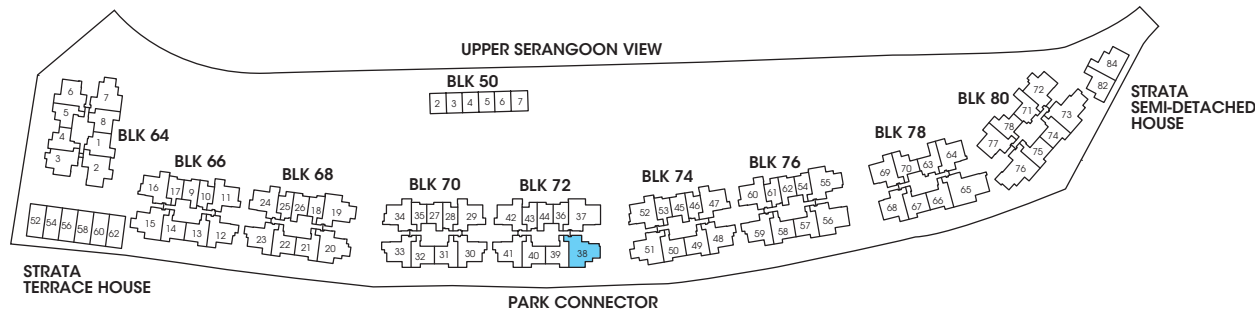 UPPER SERANGOON VIEW
BLK 50
2 3 4 5 6 7
BLK 64
6 7
5 8
4 1
3 2
BLK 66
16 17 9 10 11
15 14 13 12
BLK 68
24 25 26 18 19
23 22 21 20
BLK 70
34 35 27 28 29
33 32 31 30
BLK 72
42 43 44 36 37
41 40 39 38
BLK 74
52 53 45 46 47
51 50 49 48
BLK 76
60 61 62 54 55
59 58 57 56
BLK 78
69 70 63 64
68 67 66 65
BLK 80
72
71 73
78 74
77 75
76
84
82
STRATA
SEMI-DETACHED
HOUSE
52 54 56 58 60 62
STRATA
TERRACE HOUSE
PARK CONNECTOR